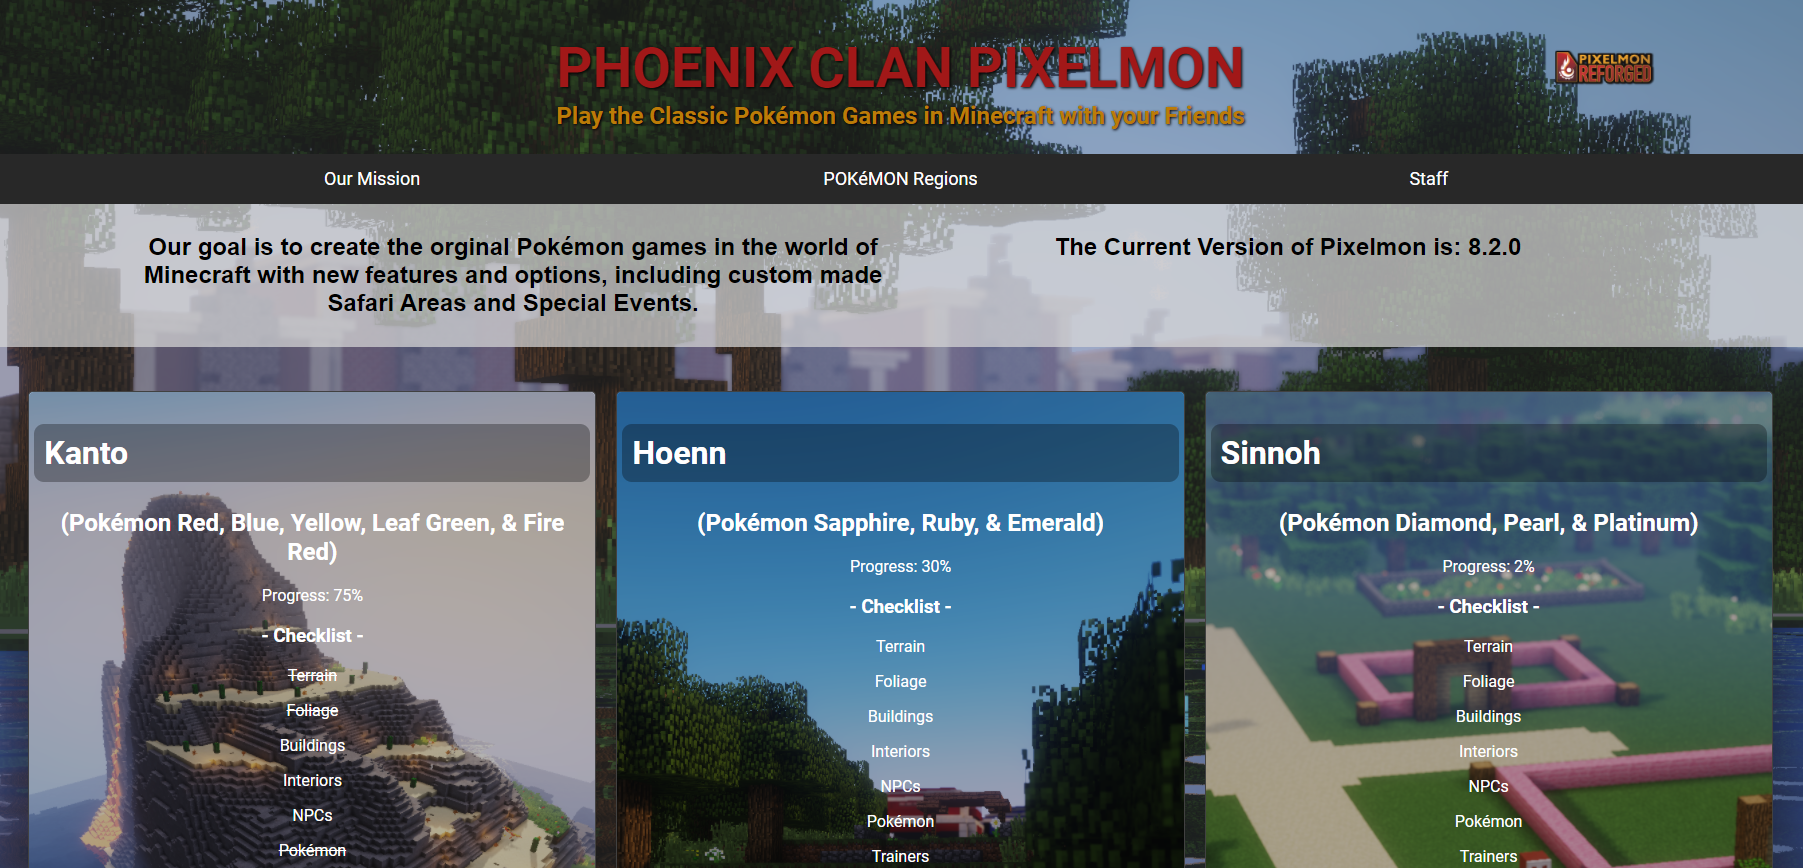 PHOENIX CLAN PIXELMON
Play the Classic Pokémon Games in Minecraft with your Friends
PIXELMON
REFORGED
Our Mission
POKéMON Regions
Staff
Our goal is to create the orginal Pokémon games in the world of
Minecraft with new features and options, including custom made
Safari Areas and Special Events.
The Current Version of Pixelmon is: 8.2.0
Kanto
(Pokémon Red, Blue, Yellow, Leaf Green, & Fire
Red)
Progress: 75%
- Checklist -
Terrain
Foliage
Buildings
Interiors
NPCs
Pokémon
Hoenn
(Pokémon Sapphire, Ruby, & Emerald)
Progress: 30%
- Checklist -
Terrain
Foliage
Buildings
Interiors
NPCs
Pokémon
Trainers
Sinnoh
(Pokémon Diamond, Pearl, & Platinum)
Progress: 2%
- Checklist -
Terrain
Foliage
Buildings
Interiors
NPCs
Pokémon
Trainers